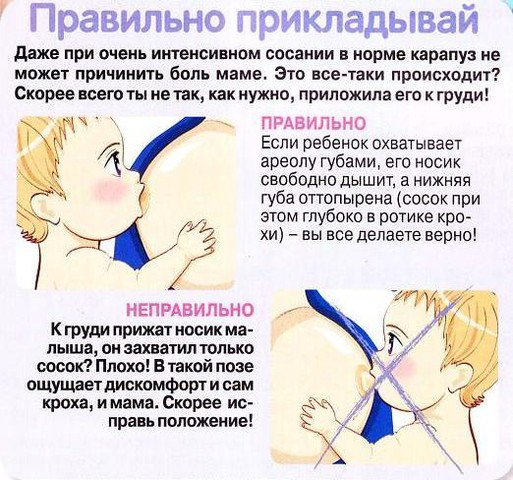 Правильно прикладывай
Даже при очень интенсивном сосании в норме карапуз не
может причинить боль маме. Это все-таки происходит?
Скорее всего ты не так, как нужно, приложила его к груди!
ПРАВИЛЬНО
Если ребенок охватывает
ареолу губами, его носик
свободно дышит, а нижняя
губа оттопырена (сосок при
этом глубоко в ротике кро-
хи) – вы все делаете верно!
НЕПРАВИЛЬНО
К груди прижат носик ма-
лыша, он захватил только
сосок? Плохо! В такой позе
ощущает дискомфорт и сам
кроха, и мама. Скорее ис-
правь положение!